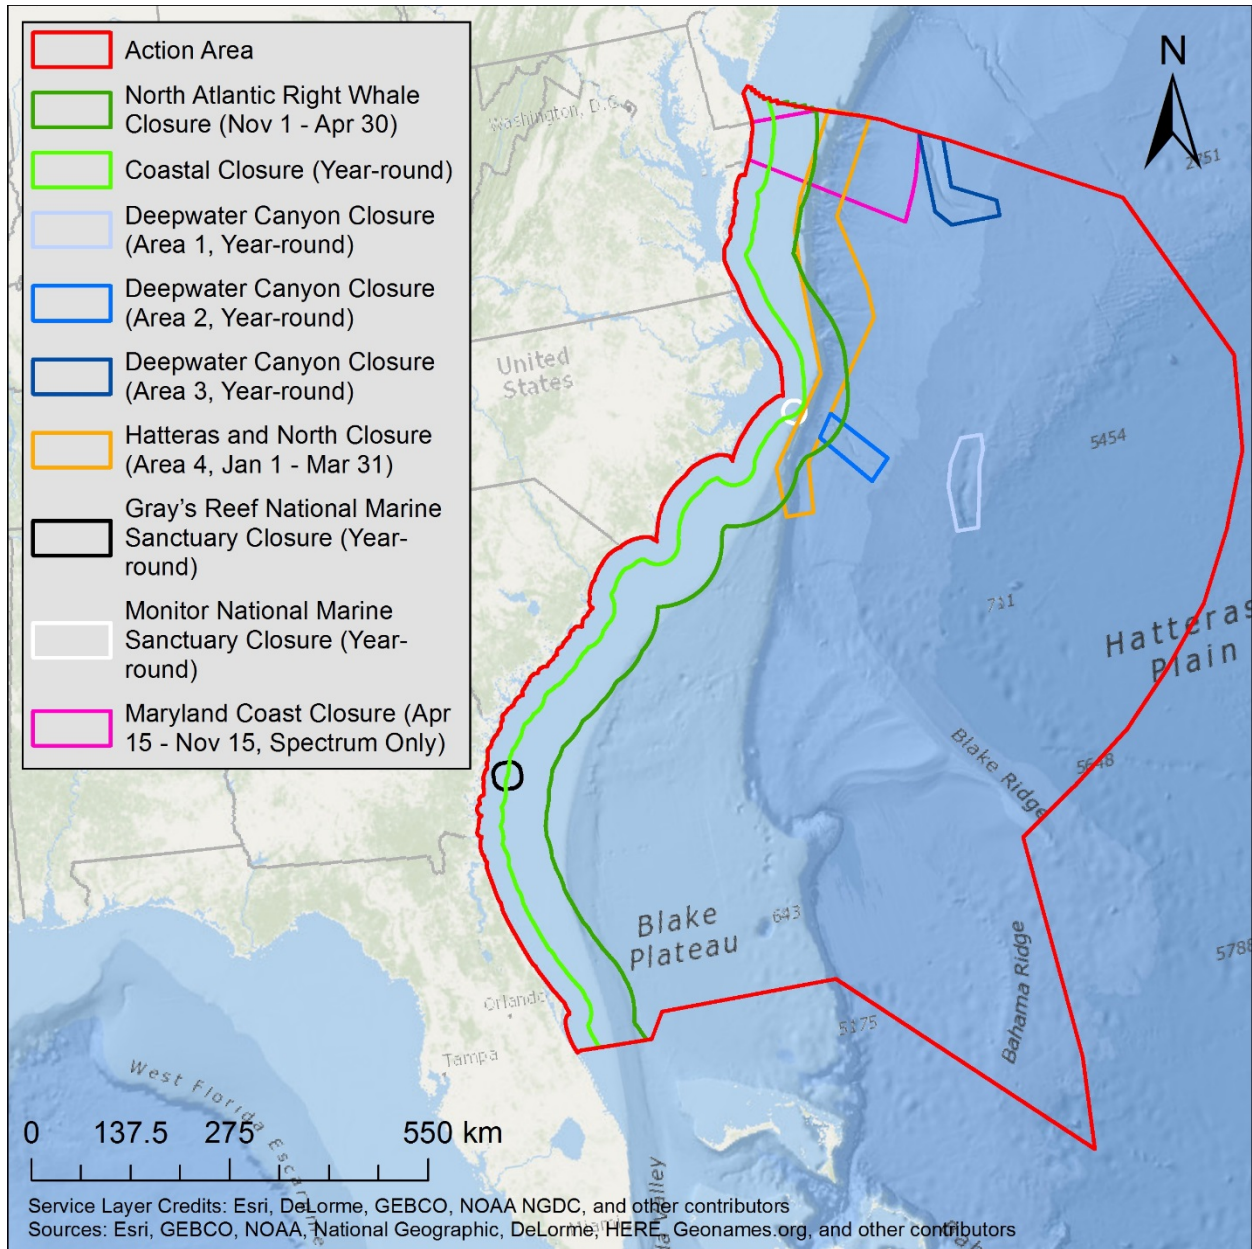 Action Area
North Atlantic Right Whale
Closure (Nov 1 - Apr 30)
Coastal Closure (Year-round)
Deepwater Canyon Closure
(Area 1, Year-round)
Deepwater Canyon Closure
(Area 2, Year-round)
Deepwater Canyon Closure
(Area 3, Year-round)
Hatteras and North Closure
(Area 4, Jan 1 - Mar 31)
Gray's Reef National Marine
Sanctuary Closure (Year-
round)
Monitor National Marine
Sanctuary Closure (Year-
round)
Maryland Coast Closure (Apr
15 - Nov 15, Spectrum Only)
N
Washington, D.C.
2751
United
States
5454
711
Hatteras
Plain
Blake Ridge
5648
Blake
Plateau
643
5788
Bahama Ridge
5175
Orlando
Tampa
West Florida
Escarpme
0 137.5 275 550 km
Valley
Miami
Service Layer Credits: Esri, DeLorme, GEBCO, NOAA NGDC, and other contributors
Sources: Esri, GEBCO, NOAA, National Geographic, DeLorme, HERE, Geonames.org, and other contributors